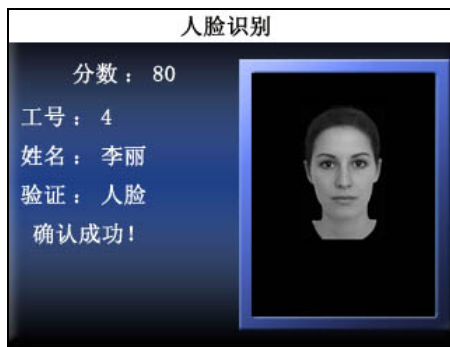 人脸识别
分数： 80
工号： 4
姓名： 李丽
验证： 人脸
确认成功！